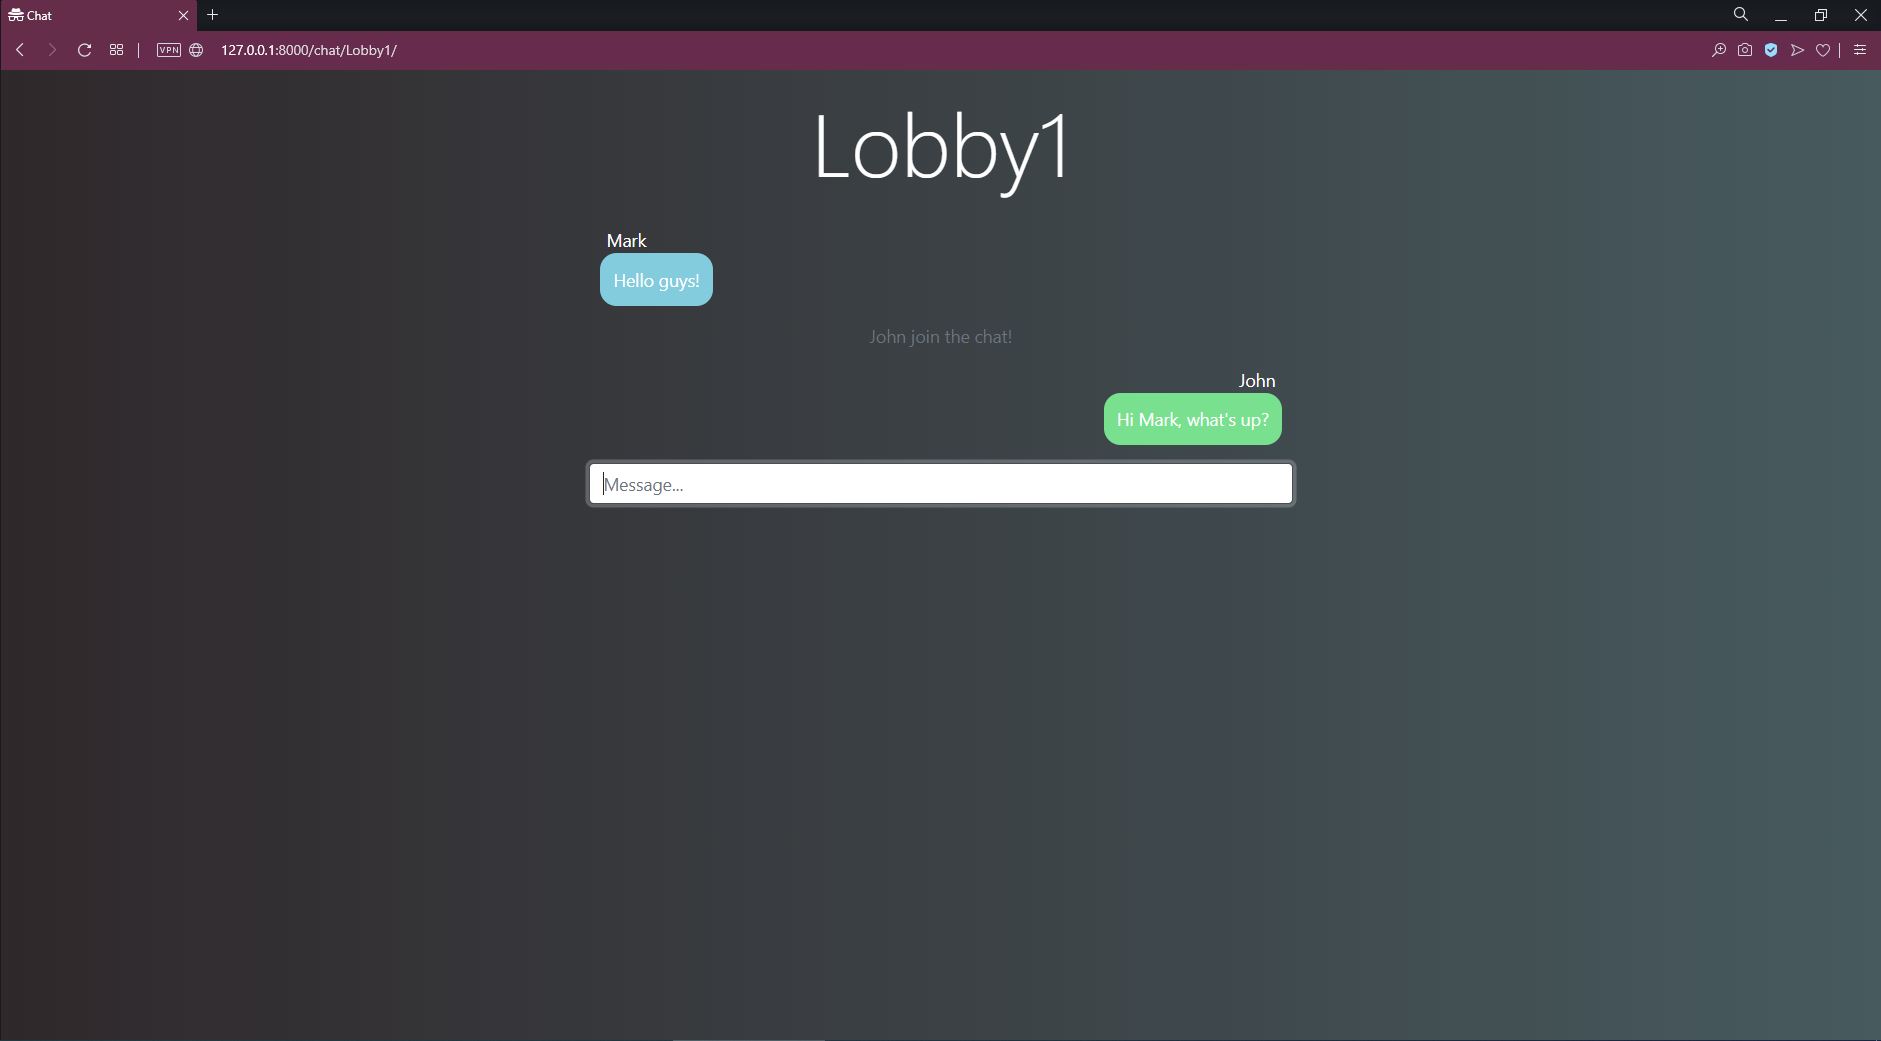 Chat
VPN
127.0.0.1:8000/chat/Lobby1/
Lobby1
Mark
Hello guys!
John join the chat!
John
Hi Mark, what's up?
Message...